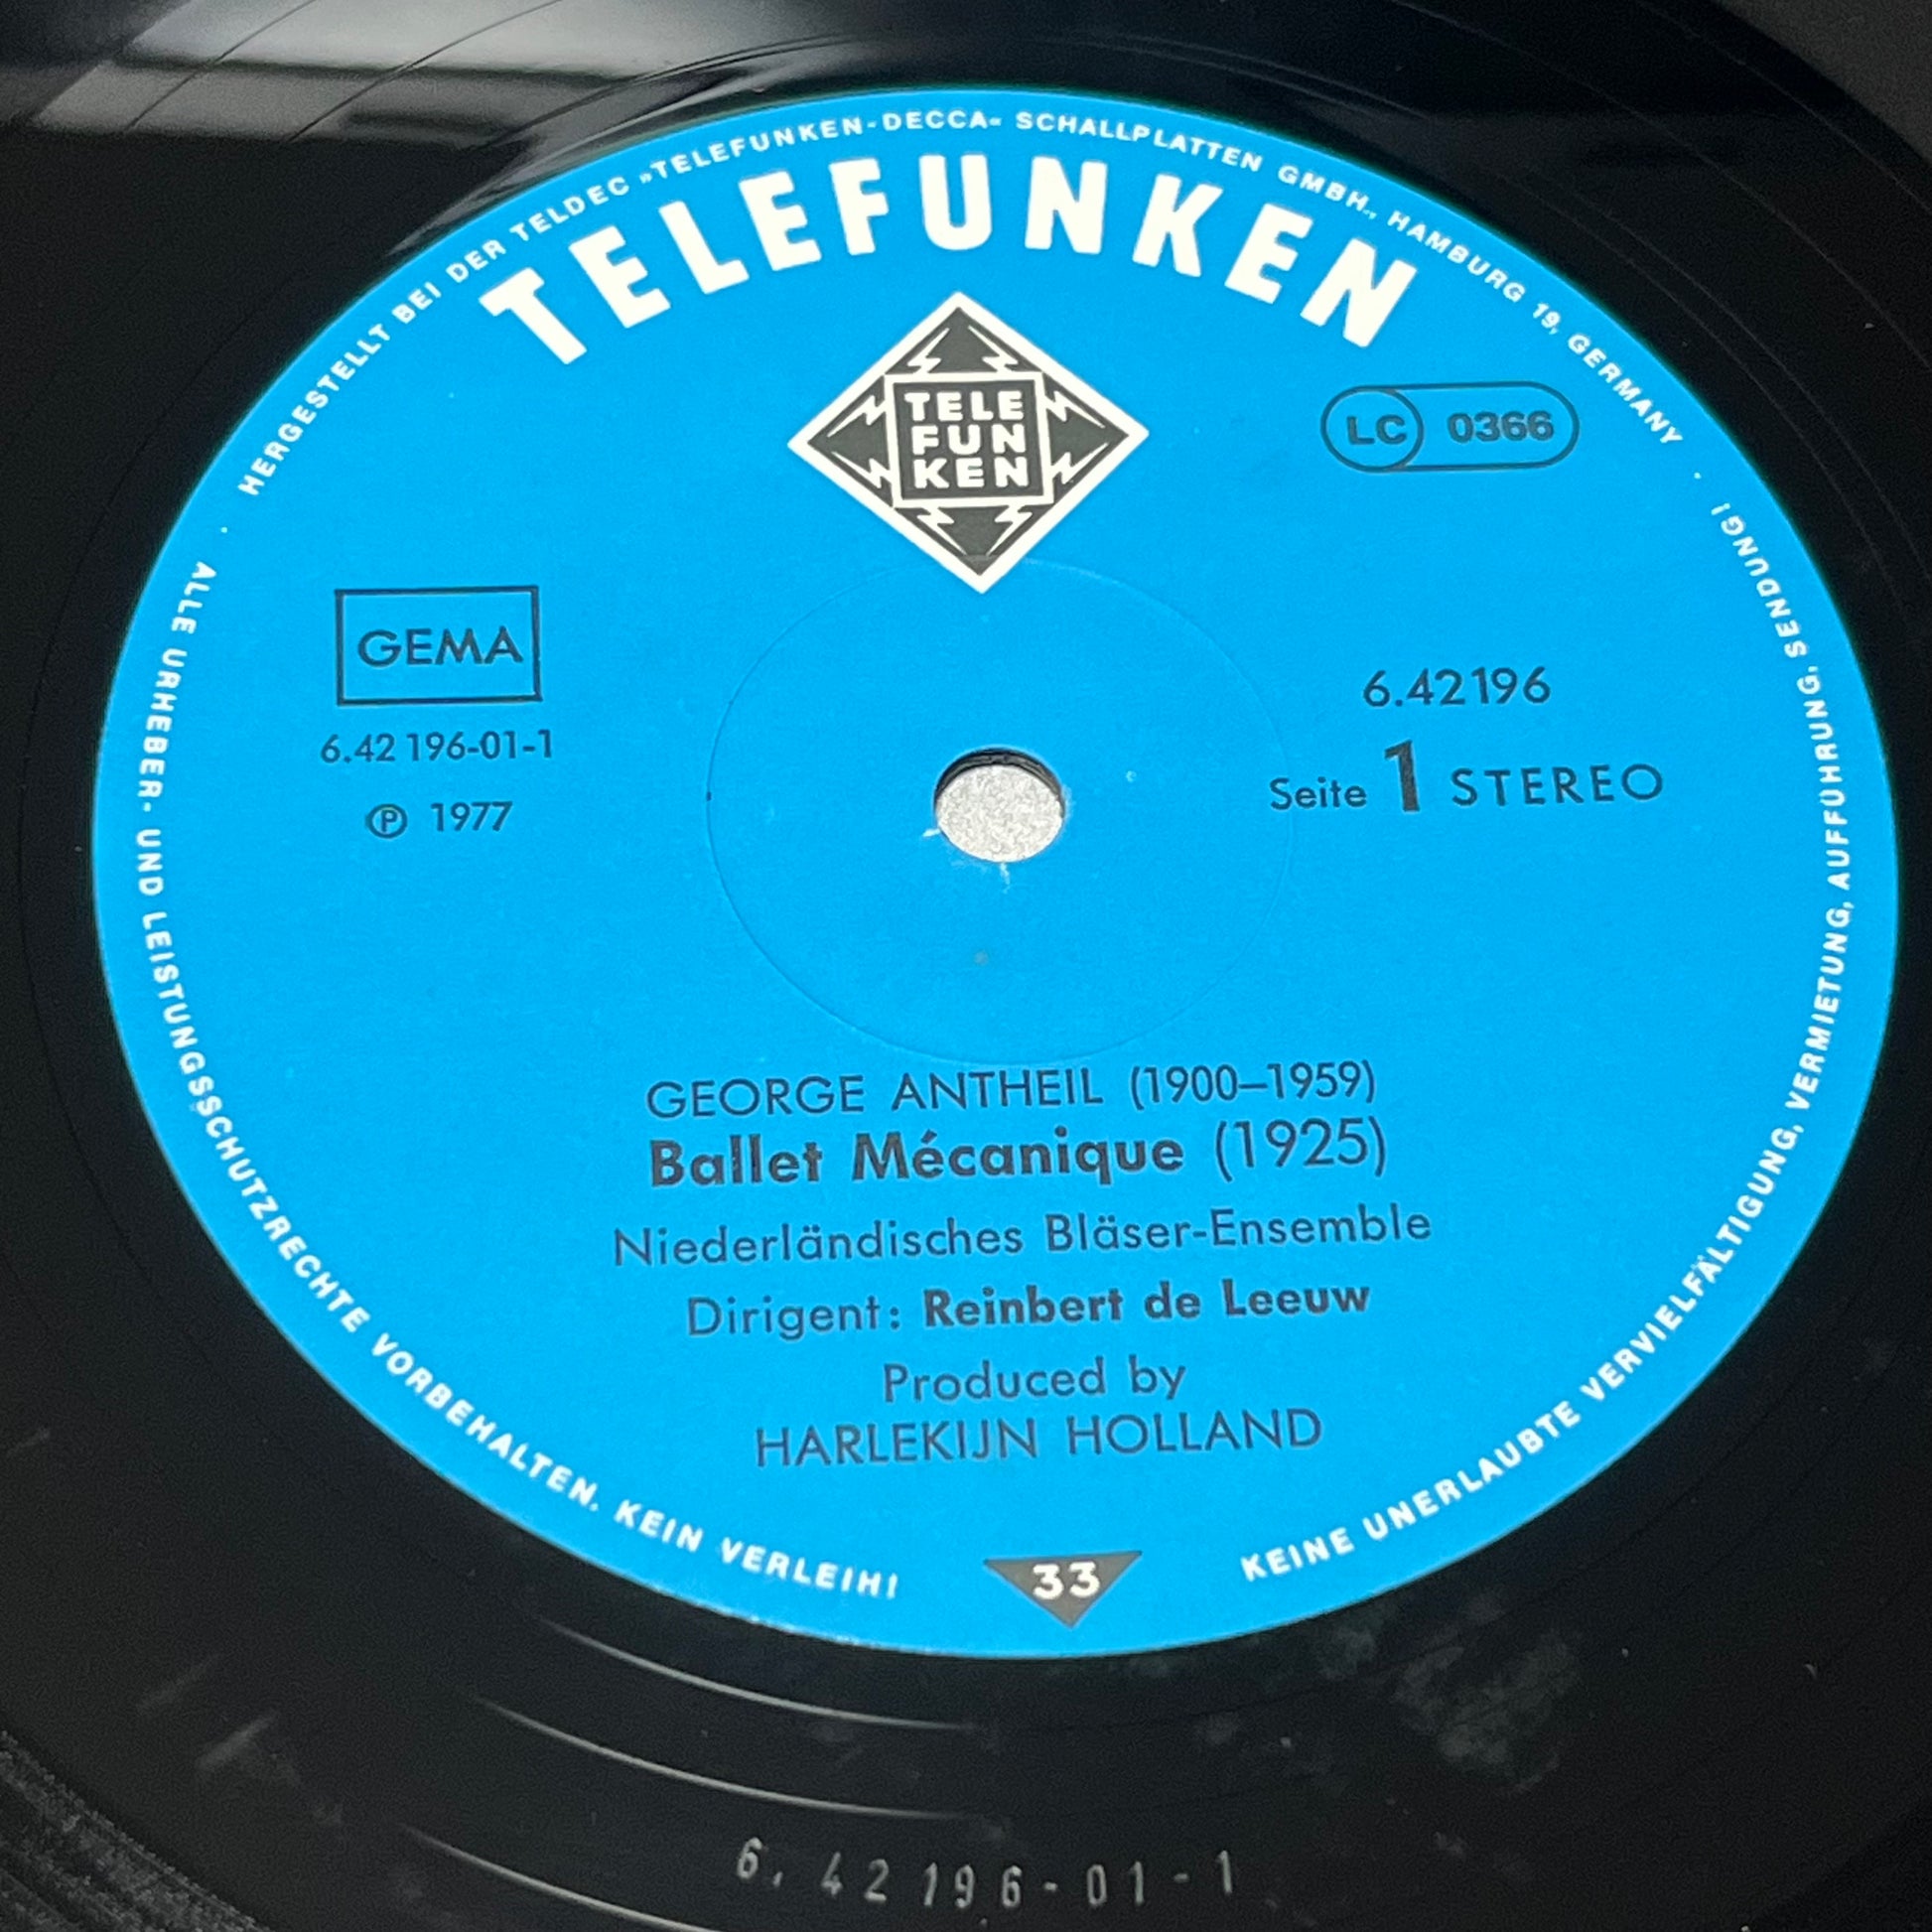 HERGESTELLT BEI DER TELDEC »TELEFUNKEN-DECCA« SCHALLPLATTEN GMBH., HAMBURG 19, GERMANY
TELEFUNKEN
TELE
FUN
KEN
LC 0366
GEMA
6.42 196-01-1
℗ 1977
6.42196
Seite 1 STEREO
GEORGE ANTHEIL (1900–1959)
Ballet Mécanique (1925)
Niederländisches Bläser-Ensemble
Dirigent: Reinbert de Leeuw
Produced by
HARLEKIJN HOLLAND
33
ALLE URHEBER- UND LEISTUNGSSCHUTZRECHTE VORBEHALTEN. KEIN VERLEIH!
KEINE UNERLAUBTE VERVIELFÄLTIGUNG, VERMIETUNG, AUFFÜHRUNG, SENDUNG!
6.42196-01-1